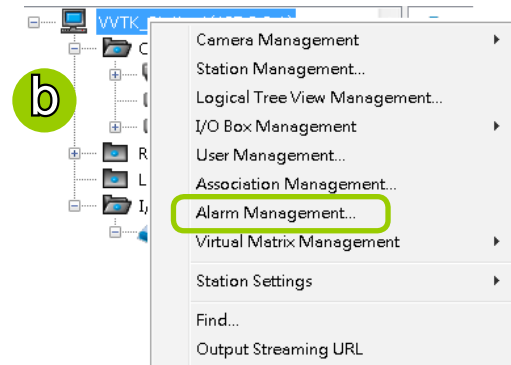 b
C
R
L
I/
Camera Management
Station Management...
Logical Tree View Management...
I/O Box Management
User Management...
Association Management...
Alarm Management...
Virtual Matrix Management
Station Settings
Find...
Output Streaming URL